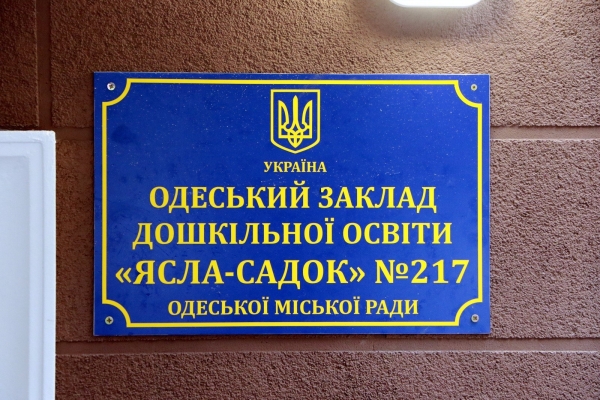 УКРАЇНА
ОДЕСЬКИЙ ЗАКЛАД
ДОШКІЛЬНОЇ ОСВІТИ
«ЯСЛА-САДОК» №217
ОДЕСЬКОЇ МІСЬКОЇ РАДИ